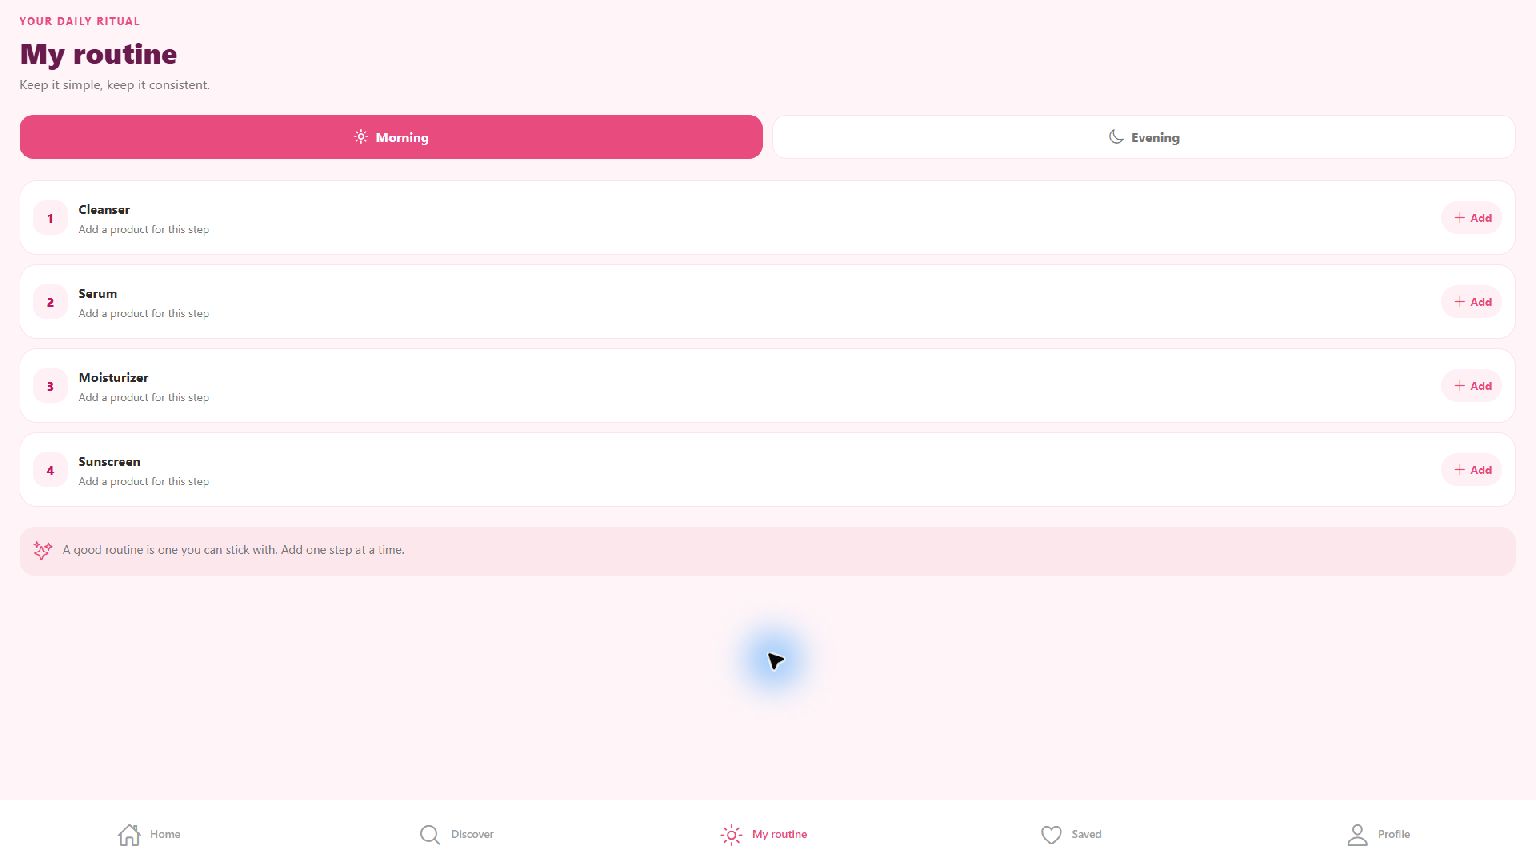 YOUR DAILY RITUAL
My routine
Keep it simple, keep it consistent.
Morning
Evening
1
Cleanser
Add a product for this step
Add
2
Serum
Add a product for this step
Add
3
Moisturizer
Add a product for this step
Add
4
Sunscreen
Add a product for this step
Add
A good routine is one you can stick with. Add one step at a time.
Home
Discover
My routine
Saved
Profile